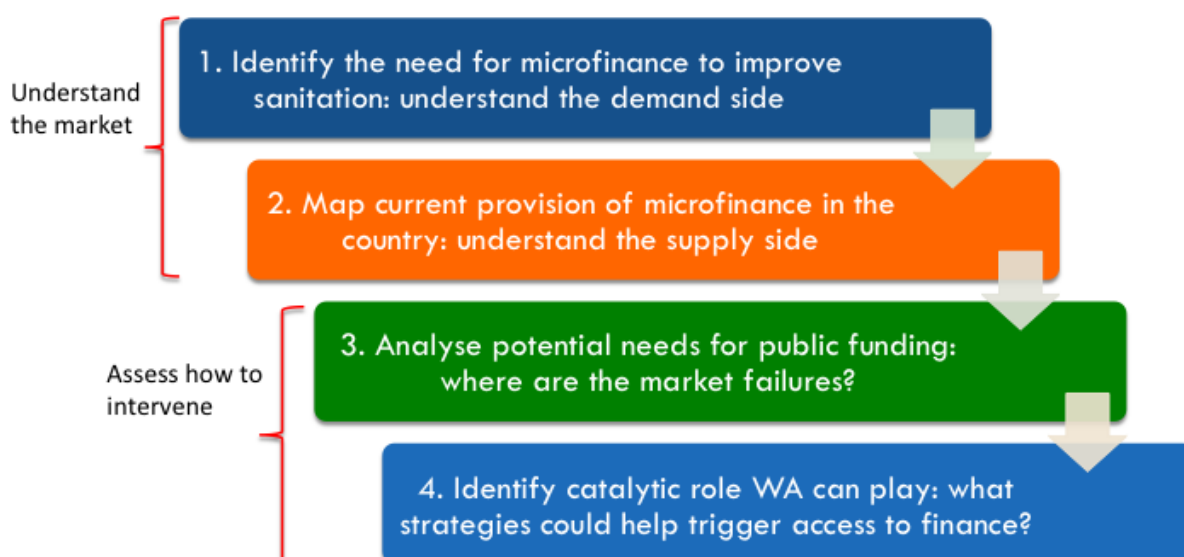 Understand
the market
1. Identify the need for microfinance to improve
sanitation: understand the demand side
2. Map current provision of microfinance in the
country: understand the supply side
Assess how to
intervene
3. Analyse potential needs for public funding:
where are the market failures?
4. Identify catalytic role WA can play: what
strategies could help trigger access to finance?